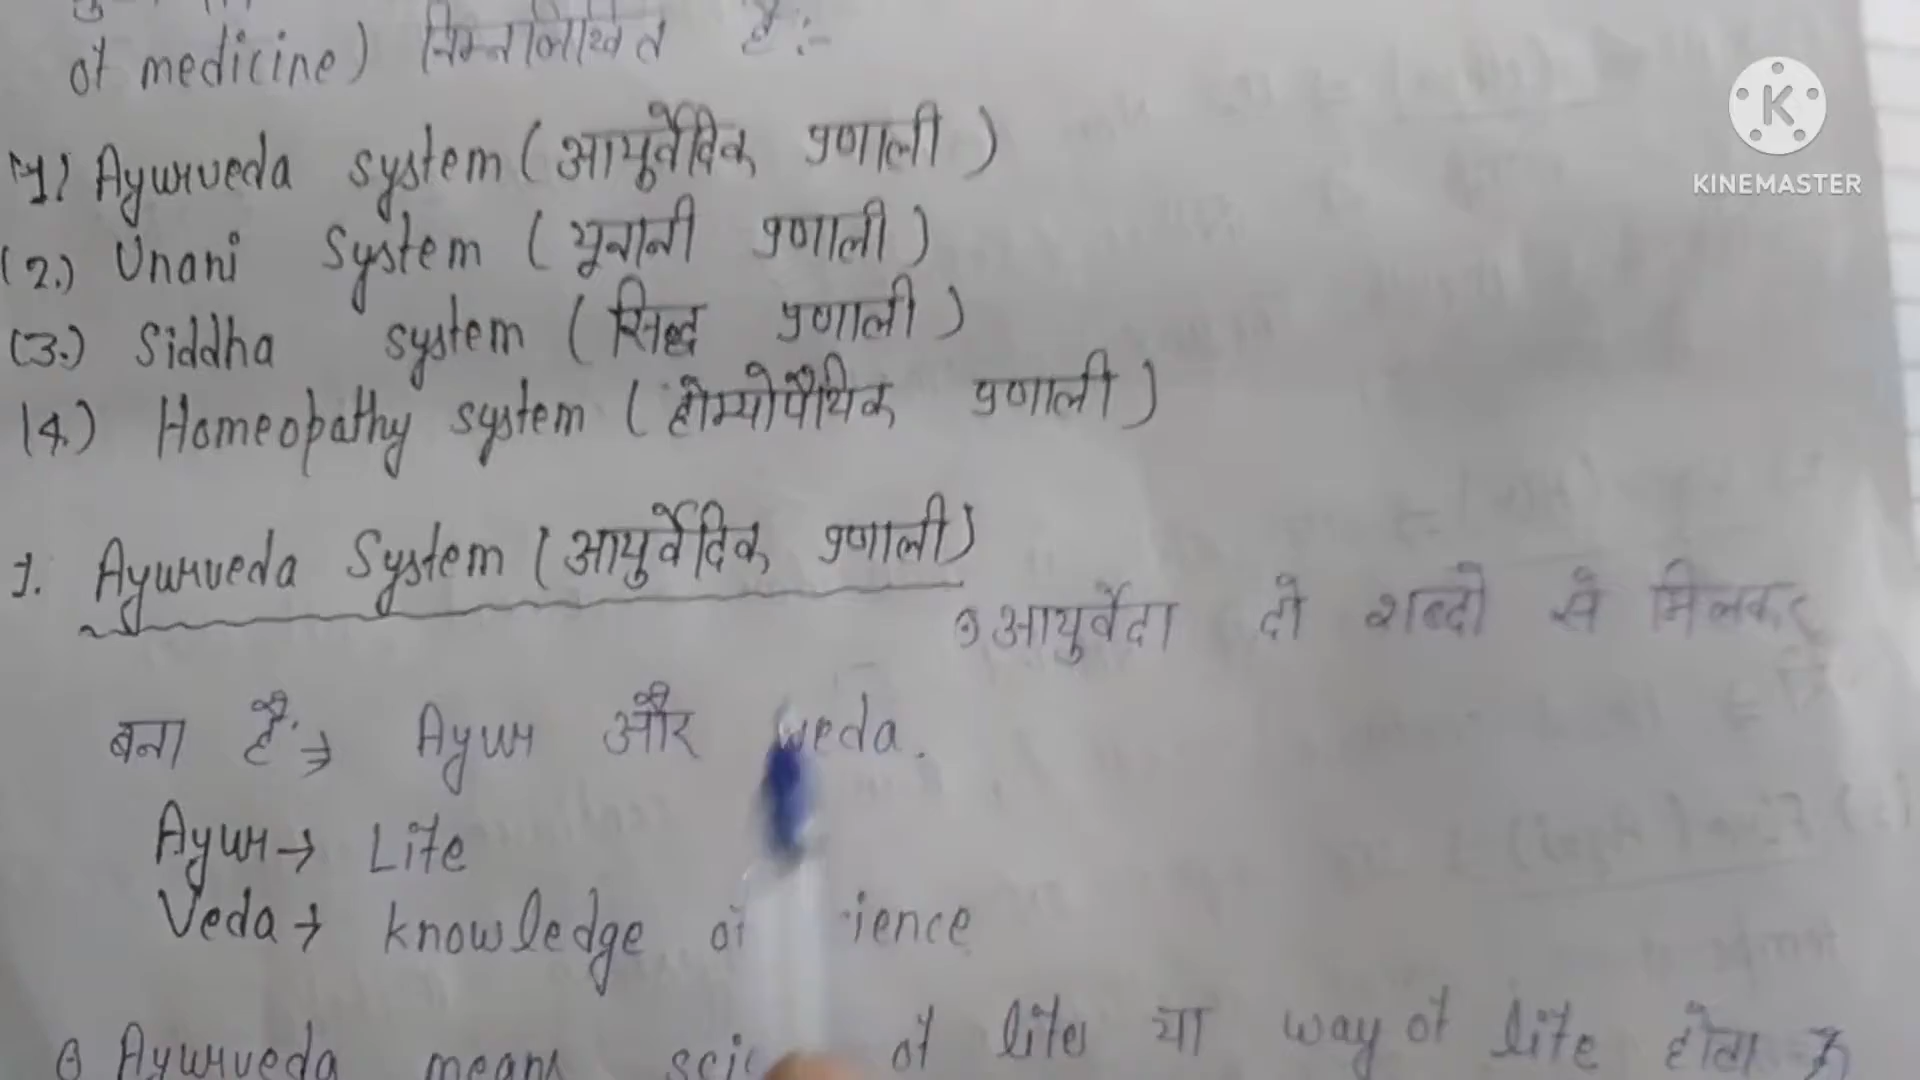 of medicine) निम्नलिखित है :-
(1) Ayurveda system (आयुर्वेदिक प्रणाली)
KINEMASTER
(2.) Unani System (यूनानी प्रणाली)
(3.) Siddha system (सिद्ध प्रणाली)
(4.) Homeopathy system (होम्योपैथिक प्रणाली)
1. Ayurveda System (आयुर्वेदिक प्रणाली)
आयुर्वेदा दो शब्दो से मिलकर
बना है → Ayur और veda.
Ayur → Life
Veda → knowledge
Ayurveda means of life या way of life होता है